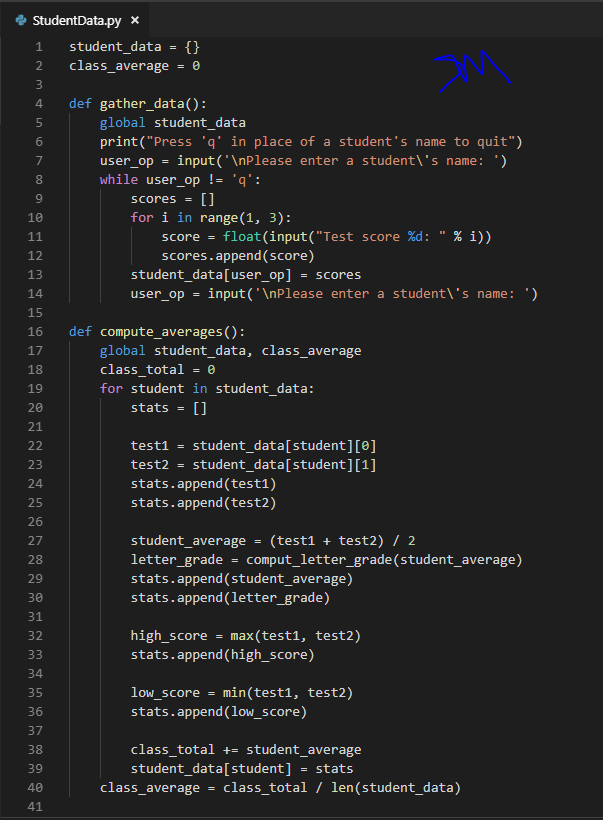 StudentData.py ×
1 student_data = {}
2 class_average = 0
3
4 def gather_data():
5     global student_data
6     print("Press 'q' in place of a student's name to quit")
7     user_op = input('\nPlease enter a student\'s name: ')
8     while user_op != 'q':
9         scores = []
10         for i in range(1, 3):
11             score = float(input("Test score %d: " % i))
12             scores.append(score)
13         student_data[user_op] = scores
14         user_op = input('\nPlease enter a student\'s name: ')
15
16 def compute_averages():
17     global student_data, class_average
18     class_total = 0
19     for student in student_data:
20         stats = []
21
22         test1 = student_data[student][0]
23         test2 = student_data[student][1]
24         stats.append(test1)
25         stats.append(test2)
26
27         student_average = (test1 + test2) / 2
28         letter_grade = comput_letter_grade(student_average)
29         stats.append(student_average)
30         stats.append(letter_grade)
31
32         high_score = max(test1, test2)
33         stats.append(high_score)
34
35         low_score = min(test1, test2)
36         stats.append(low_score)
37
38         class_total += student_average
39         student_data[student] = stats
40     class_average = class_total / len(student_data)
41